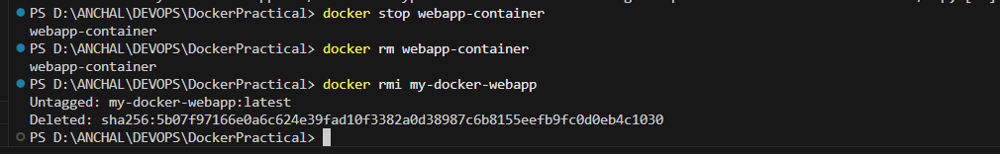 PS D:\ANCHAL\DEVOPS\DockerPractical> docker stop webapp-container
webapp-container
PS D:\ANCHAL\DEVOPS\DockerPractical> docker rm webapp-container
webapp-container
PS D:\ANCHAL\DEVOPS\DockerPractical> docker rmi my-docker-webapp
Untagged: my-docker-webapp:latest
Deleted: sha256:5b07f97166e0a6c624e39fad10f3382a0d38987c6b8155eefb9fc0d0eb4c1030
PS D:\ANCHAL\DEVOPS\DockerPractical>